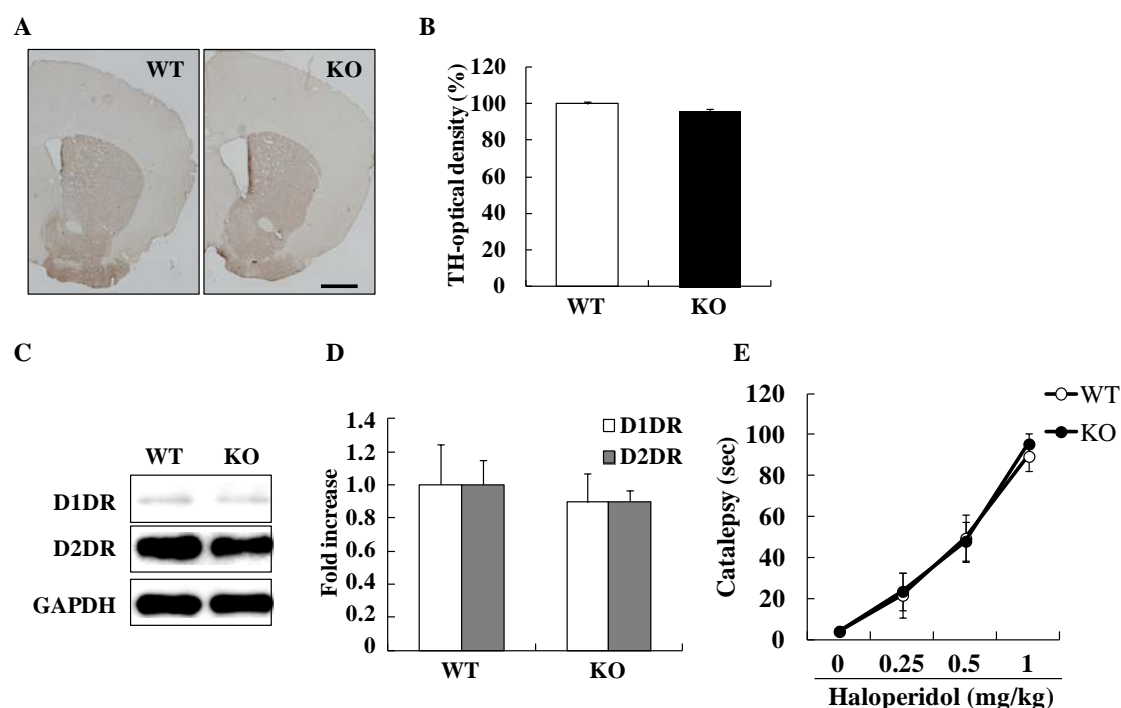 A
WT
KO
B
TH-optical density (%)
120
100
80
60
40
20
0
WT
KO
C
WT
KO
D1DR
D2DR
GAPDH
D
Fold increase
1.4
1.2
1.0
0.8
0.6
0.4
0.2
0
D1DR
D2DR
WT
KO
E
Catalepsy (sec)
120
100
80
60
40
20
0
WT
KO
0 0.25 0.5 1
Haloperidol (mg/kg)